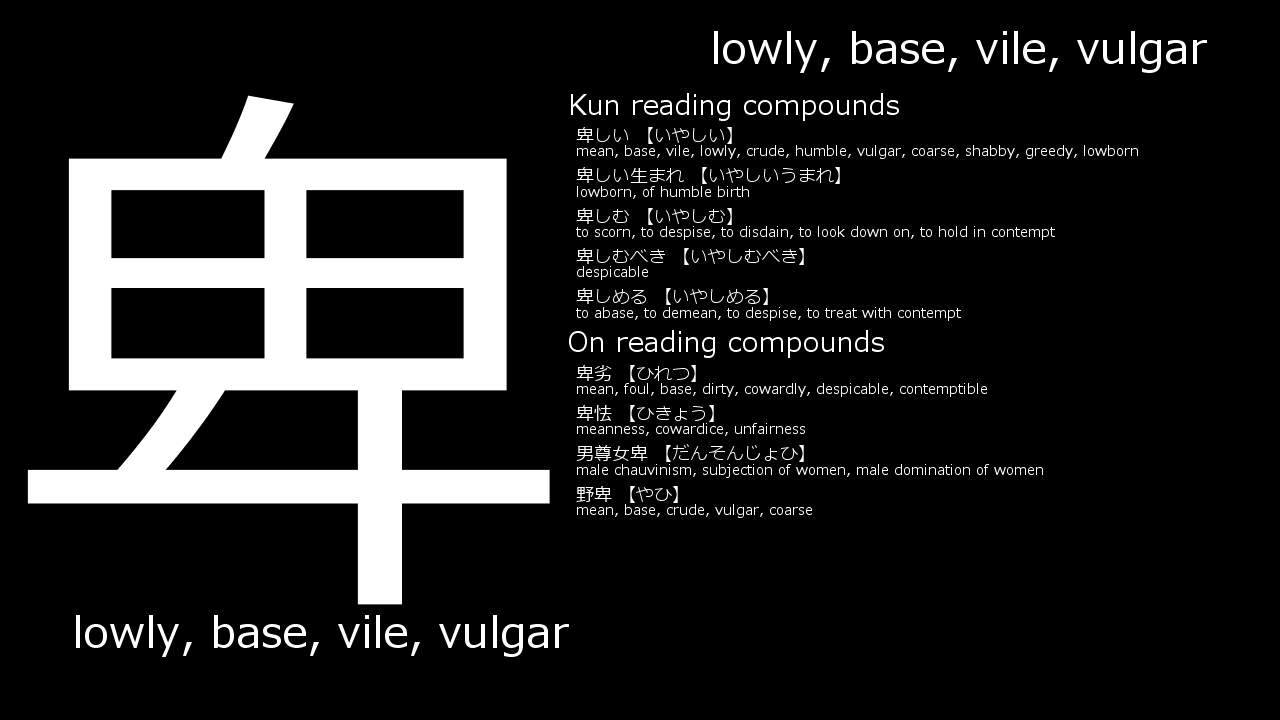 lowly, base, vile, vulgar
卑
Kun reading compounds
卑しい 【いやしい】
mean, base, vile, lowly, crude, humble, vulgar, coarse, shabby, greedy, lowborn
卑しい生まれ 【いやしいうまれ】
lowborn, of humble birth
卑しむ 【いやしむ】
to scorn, to despise, to disdain, to look down on, to hold in contempt
卑しむべき 【いやしむべき】
despicable
卑しめる 【いやしめる】
to abase, to demean, to despise, to treat with contempt
On reading compounds
卑劣 【ひれつ】
mean, foul, base, dirty, cowardly, despicable, contemptible
卑怯 【ひきょう】
meanness, cowardice, unfairness
男尊女卑 【だんそんじょひ】
male chauvinism, subjection of women, male domination of women
野卑 【やひ】
mean, base, crude, vulgar, coarse
lowly, base, vile, vulgar